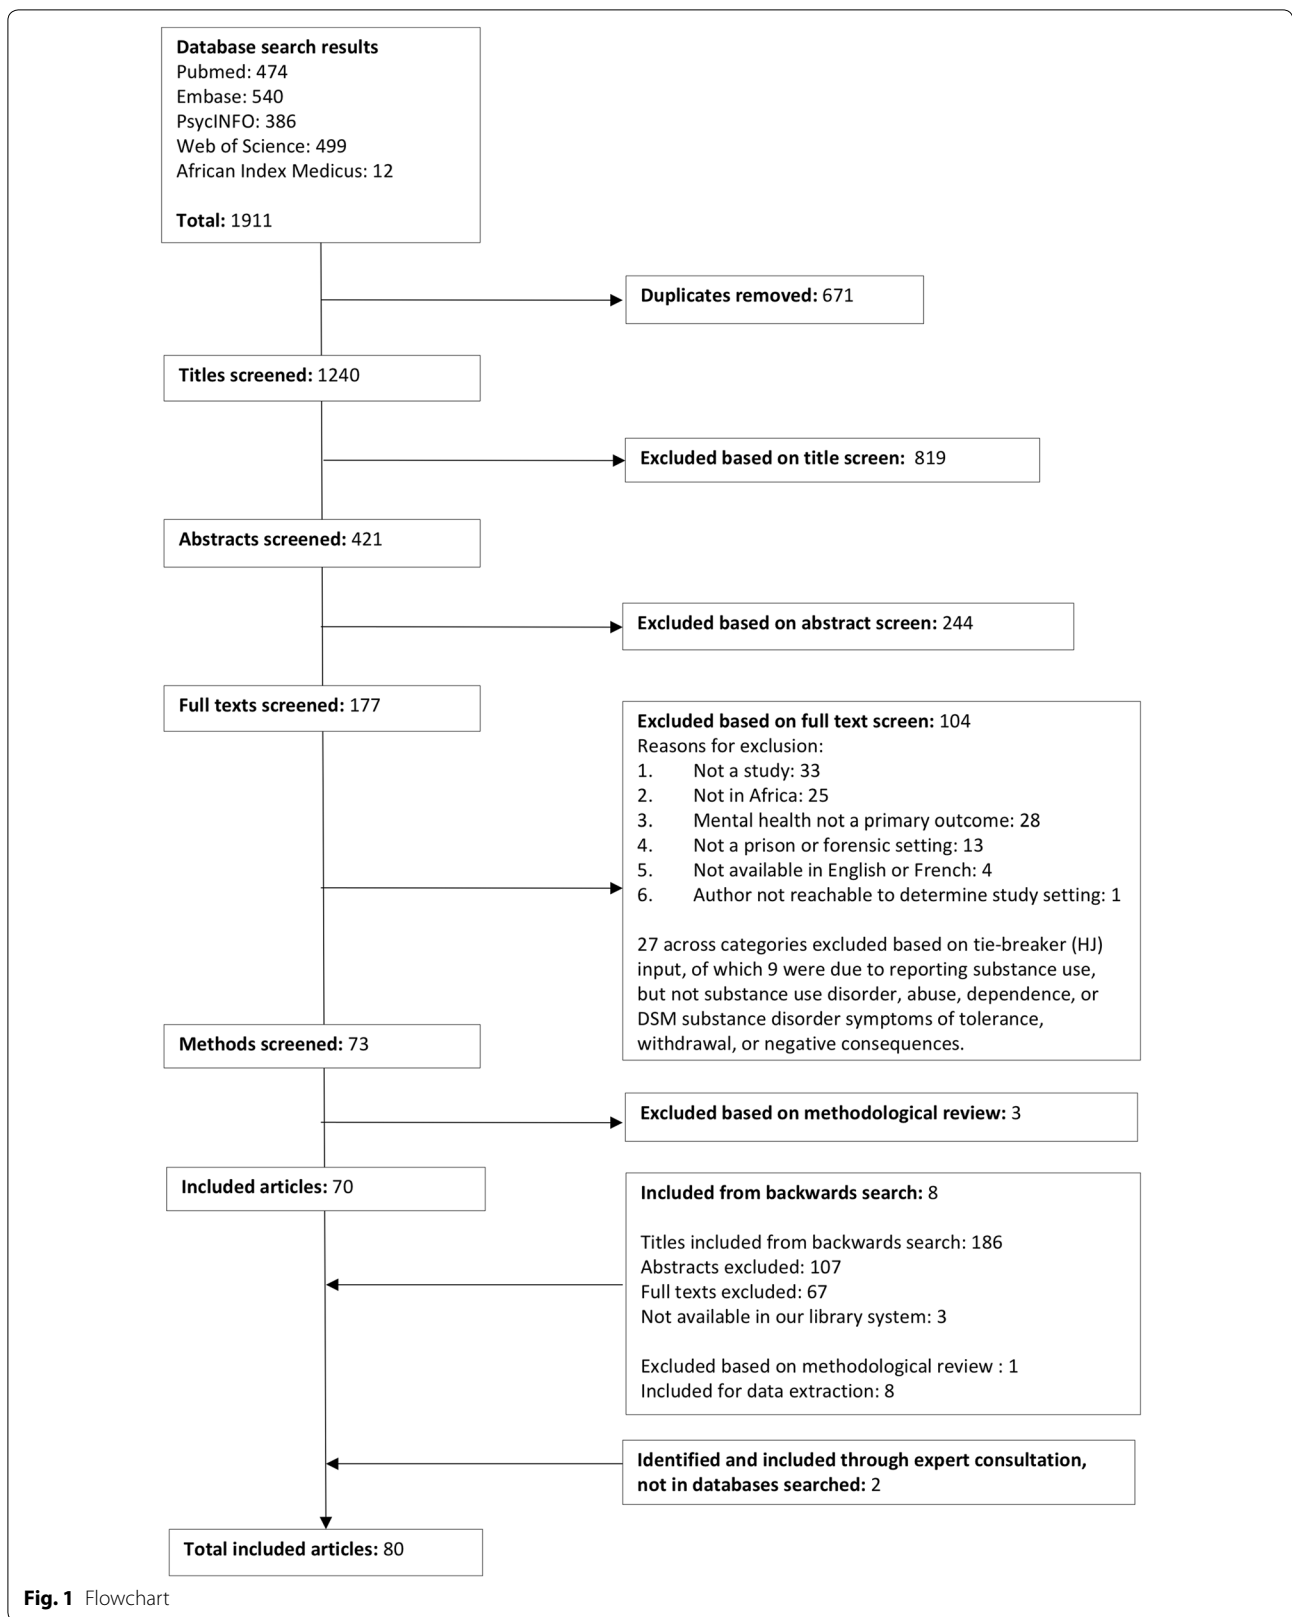 Database search results
Pubmed: 474
Embase: 540
PsycINFO: 386
Web of Science: 499
African Index Medicus: 12
Total: 1911
Duplicates removed: 671
Titles screened: 1240
Excluded based on title screen: 819
Abstracts screened: 421
Excluded based on abstract screen: 244
Full texts screened: 177
Excluded based on full text screen: 104
Reasons for exclusion:
1. Not a study: 33
2. Not in Africa: 25
3. Mental health not a primary outcome: 28
4. Not a prison or forensic setting: 13
5. Not available in English or French: 4
6. Author not reachable to determine study setting: 1
27 across categories excluded based on tie-breaker (HJ)
input, of which 9 were due to reporting substance use,
but not substance use disorder, abuse, dependence, or
DSM substance disorder symptoms of tolerance,
withdrawal, or negative consequences.
Methods screened: 73
Excluded based on methodological review: 3
Included articles: 70
Included from backwards search: 8
Titles included from backwards search: 186
Abstracts excluded: 107
Full texts excluded: 67
Not available in our library system: 3
Excluded based on methodological review : 1
Included for data extraction: 8
Identified and included through expert consultation,
not in databases searched: 2
Total included articles: 80
Fig. 1 Flowchart